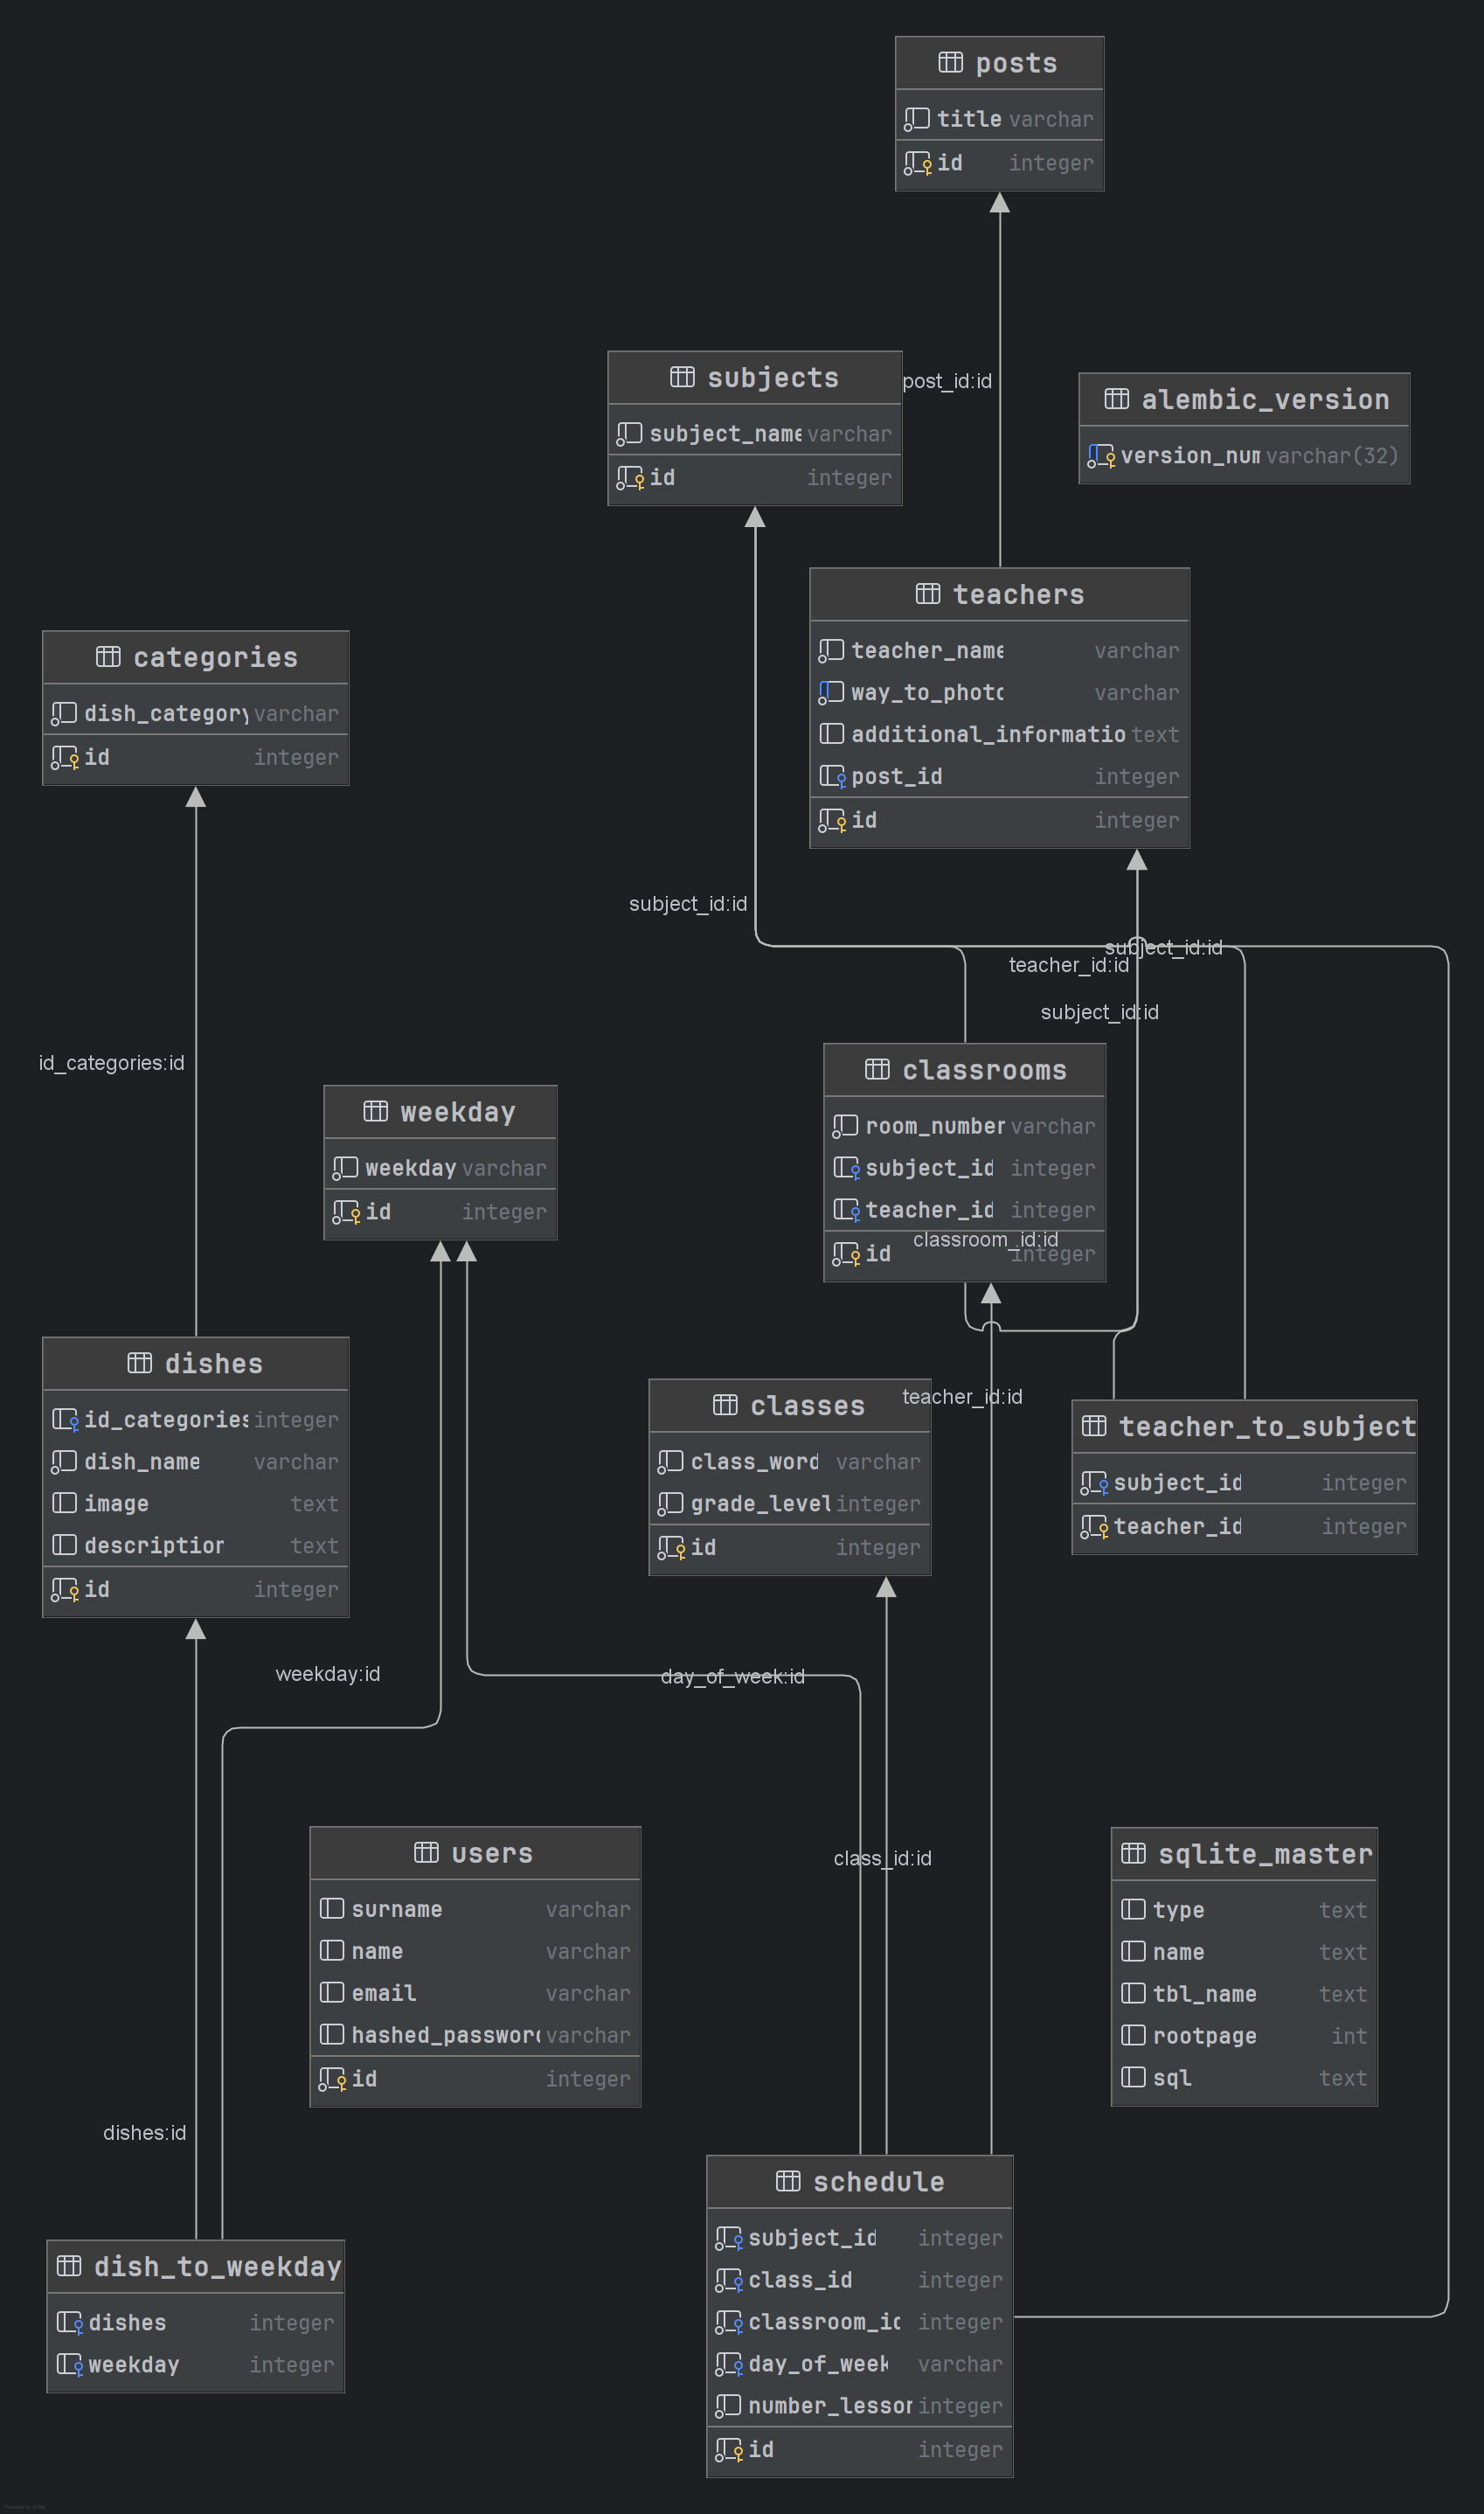 posts
title varchar
id integer
subjects
subject_name varchar
id integer
post_id:id
alembic_version
version_num varchar(32)
teachers
teacher_name varchar
way_to_photo varchar
additional_informatio text
post_id integer
id integer
categories
dish_category varchar
id integer
subject_id:id
subject_id:id
teacher_id:id
subject_id:id
id_categories:id
classrooms
room_number varchar
subject_id integer
teacher_id integer
classroom_id:id
id integer
weekday
weekday varchar
id integer
dishes
id_categories integer
dish_name varchar
image text
description text
id integer
classes
class_word varchar
grade_level integer
id integer
teacher_id:id
teacher_to_subject
subject_id integer
teacher_id integer
weekday:id
day_of_week:id
users
surname varchar
name varchar
email varchar
hashed_password varchar
id integer
class_id:id
sqlite_master
type text
name text
tbl_name text
rootpage int
sql text
dishes:id
dish_to_weekday
dishes integer
weekday integer
schedule
subject_id integer
class_id integer
classroom_id integer
day_of_week varchar
number_lesson integer
id integer